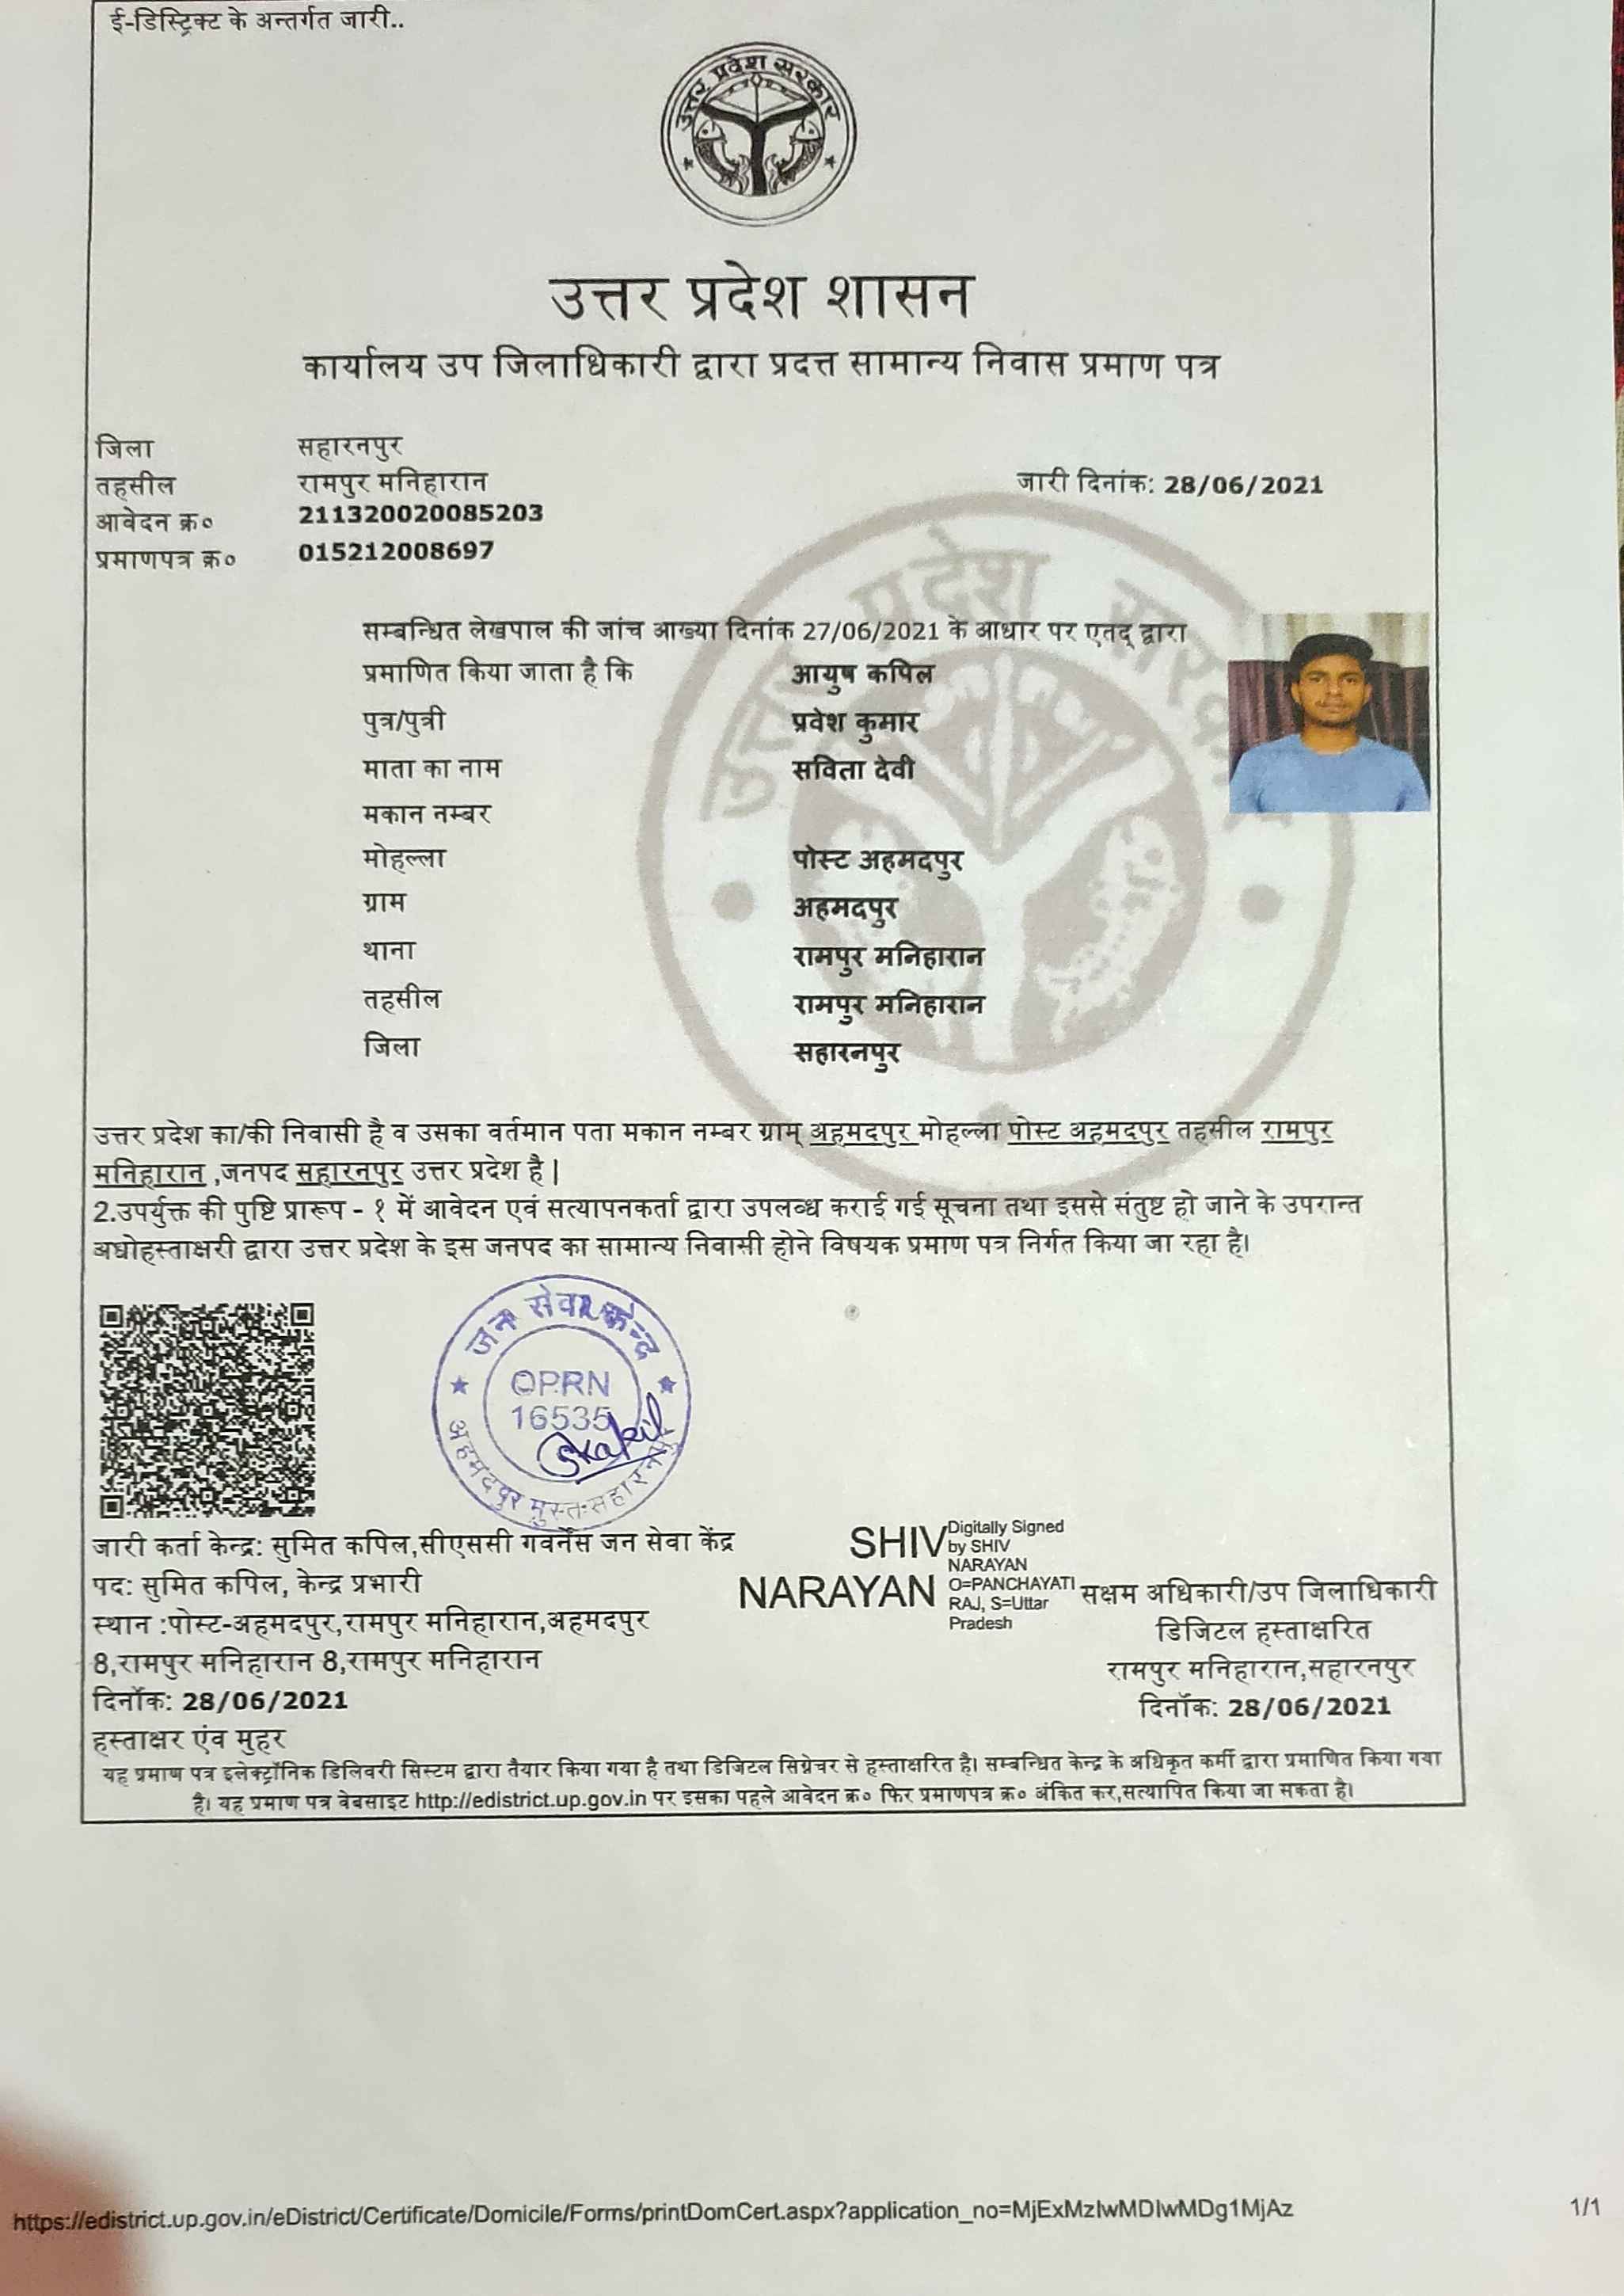 ई-डिस्ट्रिक्ट के अन्तर्गत जारी..
उत्तर प्रदेश सरकार
उत्तर प्रदेश शासन
कार्यालय उप जिलाधिकारी द्वारा प्रदत्त सामान्य निवास प्रमाण पत्र
जिला सहारनपुर
तहसील रामपुर मनिहारान जारी दिनांक: 28/06/2021
आवेदन क्र० 211320020085203
प्रमाणपत्र क्र० 015212008697
सम्बन्धित लेखपाल की जांच आख्या दिनांक 27/06/2021 के आधार पर एतद् द्वारा
प्रमाणित किया जाता है कि आयुष कपिल
पुत्र/पुत्री प्रवेश कुमार
माता का नाम सविता देवी
मकान नम्बर
मोहल्ला पोस्ट अहमदपुर
ग्राम अहमदपुर
थाना रामपुर मनिहारान
तहसील रामपुर मनिहारान
जिला सहारनपुर
उत्तर प्रदेश का/की निवासी है व उसका वर्तमान पता मकान नम्बर ग्राम् अहमदपुर मोहल्ला पोस्ट अहमदपुर तहसील रामपुर
मनिहारान ,जनपद सहारनपुर उत्तर प्रदेश है |
2.उपर्युक्त की पुष्टि प्रारूप - १ में आवेदन एवं सत्यापनकर्ता द्वारा उपलब्ध कराई गई सूचना तथा इससे संतुष्ट हो जाने के उपरान्त
अधोहस्ताक्षरी द्वारा उत्तर प्रदेश के इस जनपद का सामान्य निवासी होने विषयक प्रमाण पत्र निर्गत किया जा रहा है।
जन सेवा केन्द्र
OPRN
16535
अहमदपुर मुस्त-सहारनपुर
जारी कर्ता केन्द्र: सुमित कपिल,सीएससी गवर्नेंस जन सेवा केंद्र
पद: सुमित कपिल, केन्द्र प्रभारी
स्थान :पोस्ट-अहमदपुर,रामपुर मनिहारान,अहमदपुर
8,रामपुर मनिहारान 8,रामपुर मनिहारान
दिनॉक: 28/06/2021
हस्ताक्षर एंव मुहर
SHIV
NARAYAN
Digitally Signed
by SHIV
NARAYAN
O=PANCHAYATI
RAJ, S=Uttar
Pradesh
सक्षम अधिकारी/उप जिलाधिकारी
डिजिटल हस्ताक्षरित
रामपुर मनिहारान,सहारनपुर
दिनॉक: 28/06/2021
यह प्रमाण पत्र इलेक्ट्रॉनिक डिलिवरी सिस्टम द्वारा तैयार किया गया है तथा डिजिटल सिग्नेचर से हस्ताक्षरित है। सम्बन्धित केन्द्र के अधिकृत कर्मी द्वारा प्रमाणित किया गया
है। यह प्रमाण पत्र वेबसाइट http://edistrict.up.gov.in पर इसका पहले आवेदन क्र० फिर प्रमाणपत्र क्र० अंकित कर,सत्यापित किया जा सकता है।
https://edistrict.up.gov.in/eDistrict/Certificate/Domicile/Forms/printDomCert.aspx?application_no=MjExMzIwMDIwMDg1MjAz 1/1